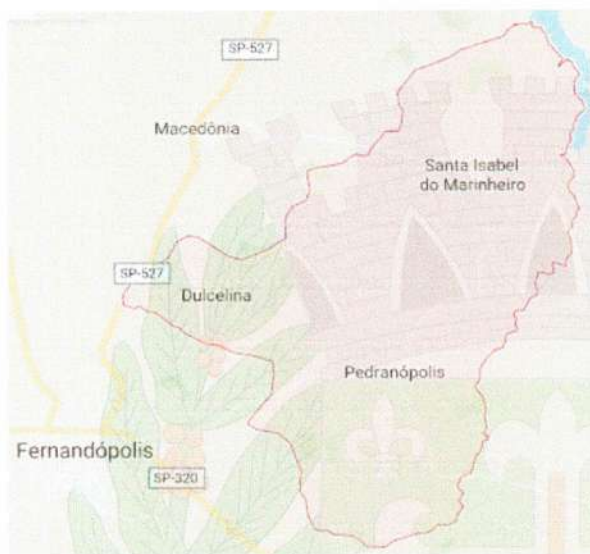 SP-527
Macedônia
Santa Isabel
do Marinheiro
SP-527
Dulcelina
Pedranópolis
Fernandópolis
SP-320